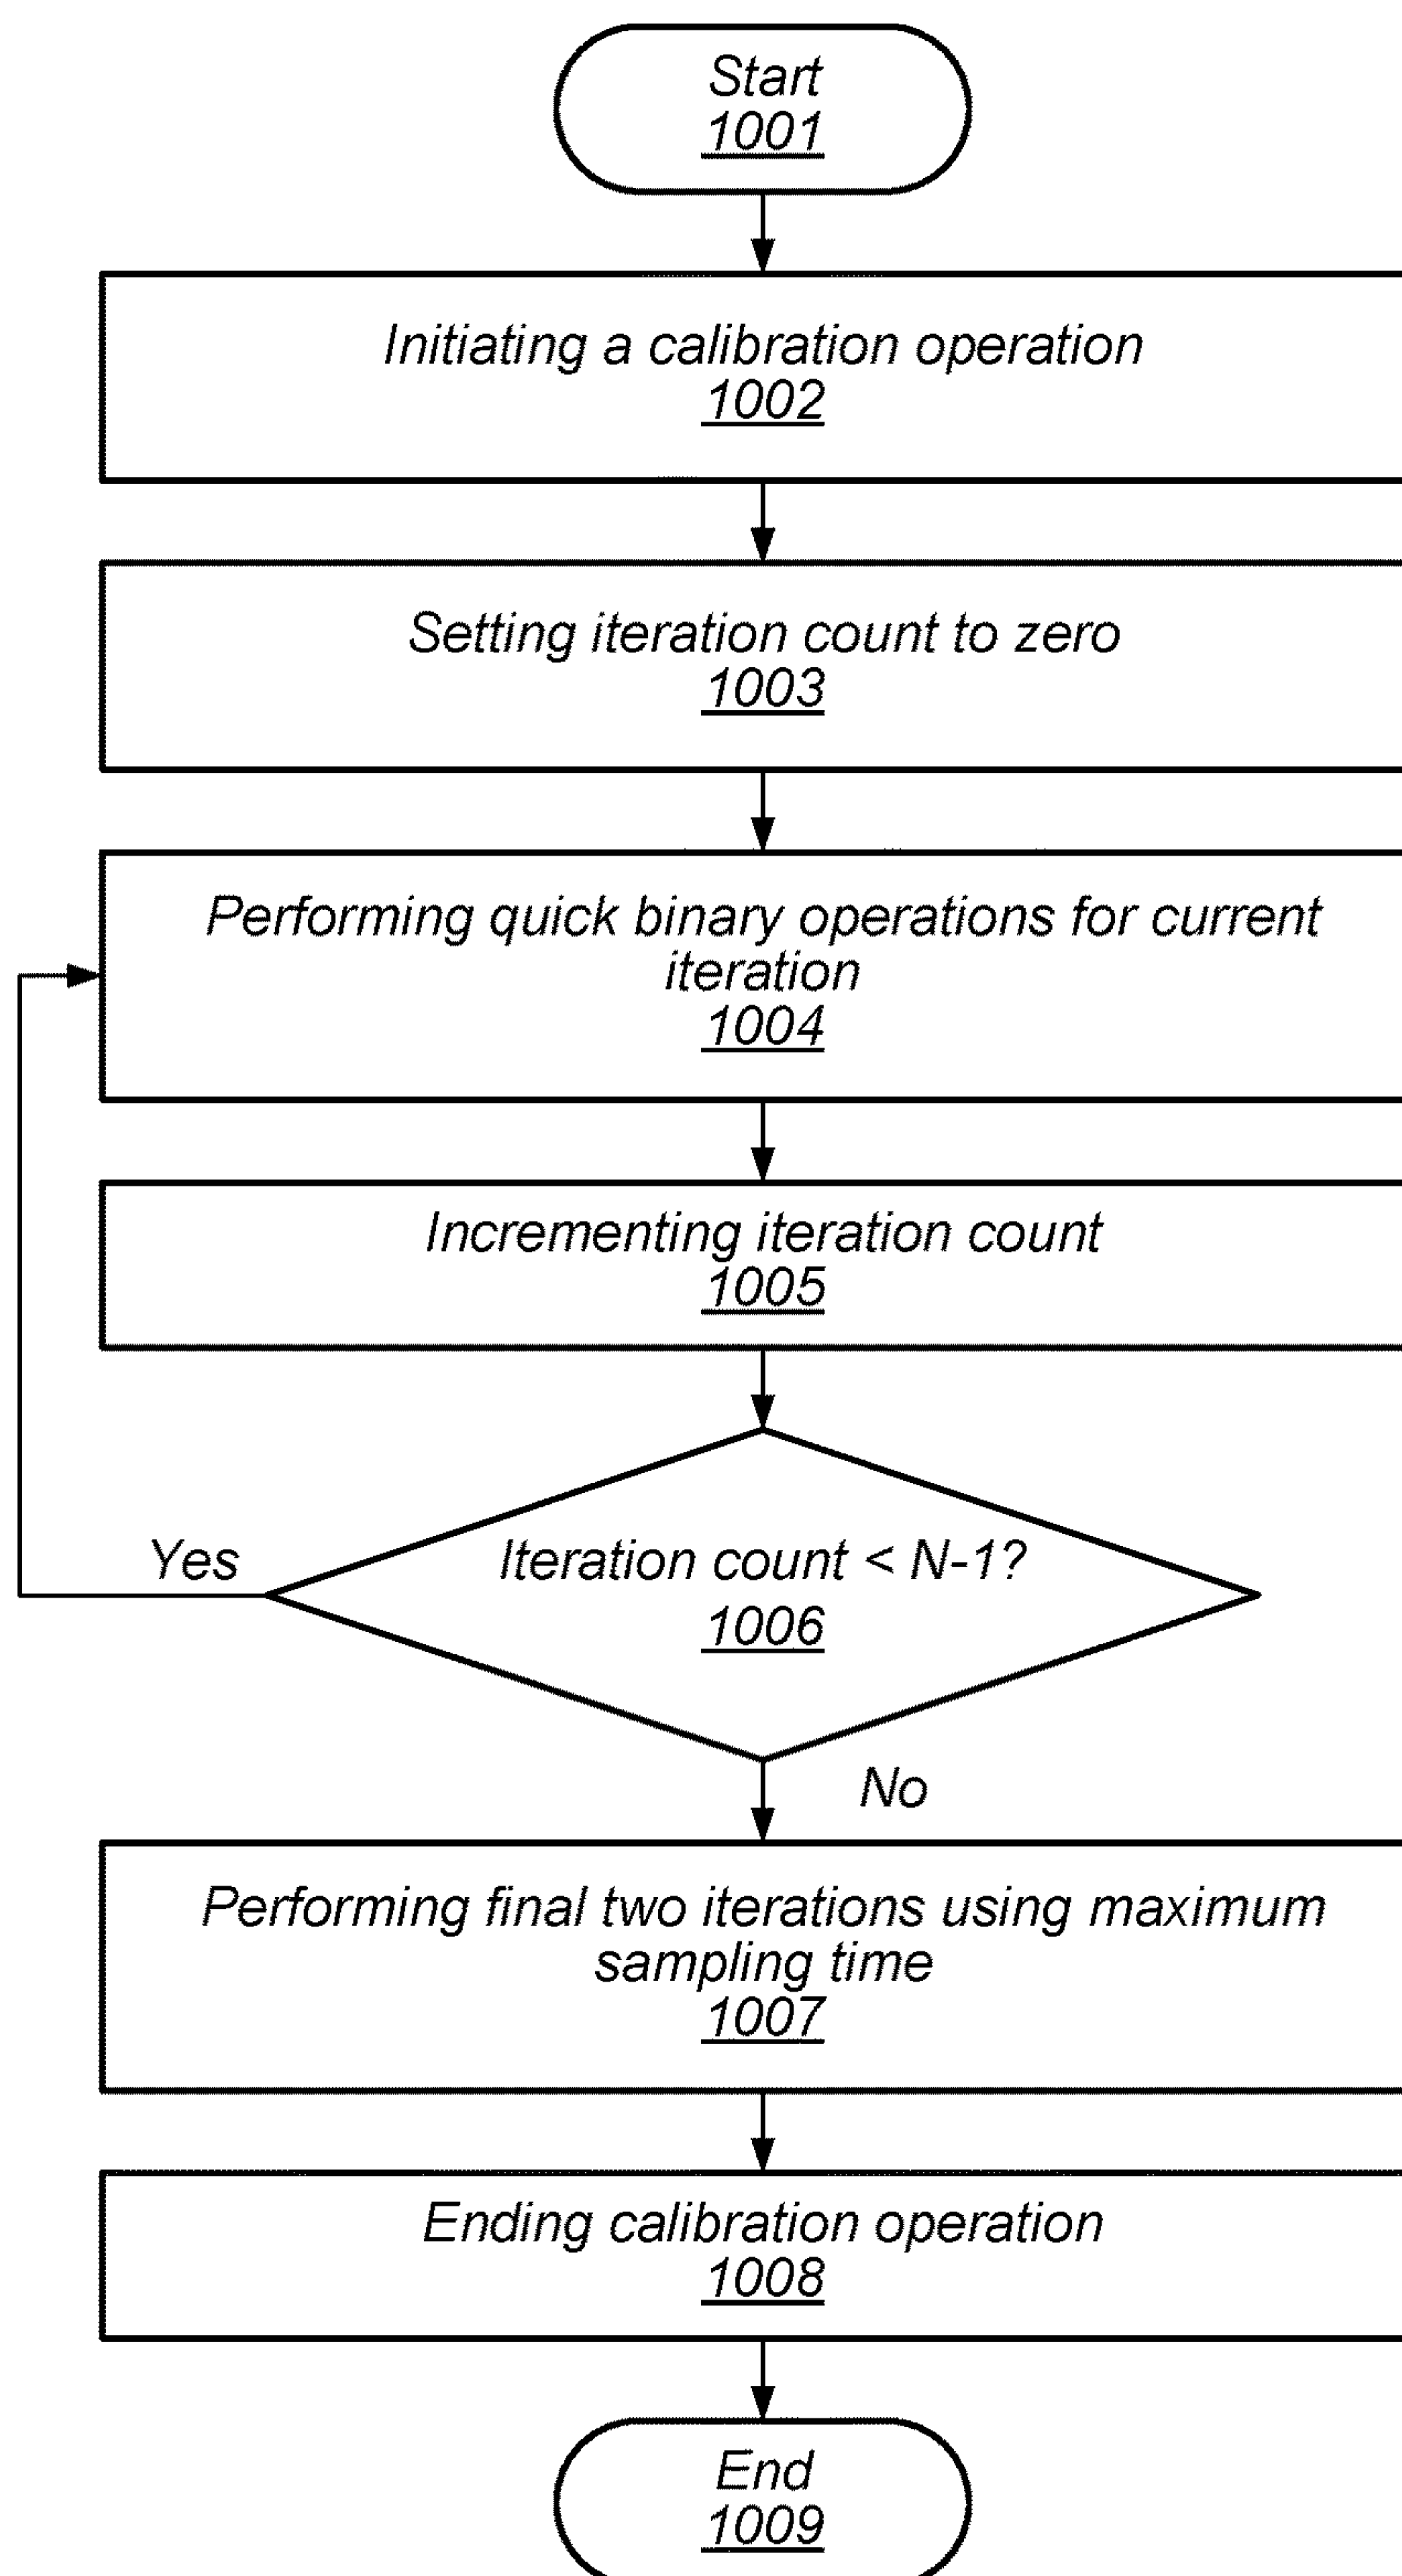 Start
1001
Initiating a calibration operation
1002
Setting iteration count to zero
1003
Performing quick binary operations for current
iteration
1004
Incrementing iteration count
1005
Yes
Iteration count < N-1?
1006
No
Performing final two iterations using maximum
sampling time
1007
Ending calibration operation
1008
End
1009